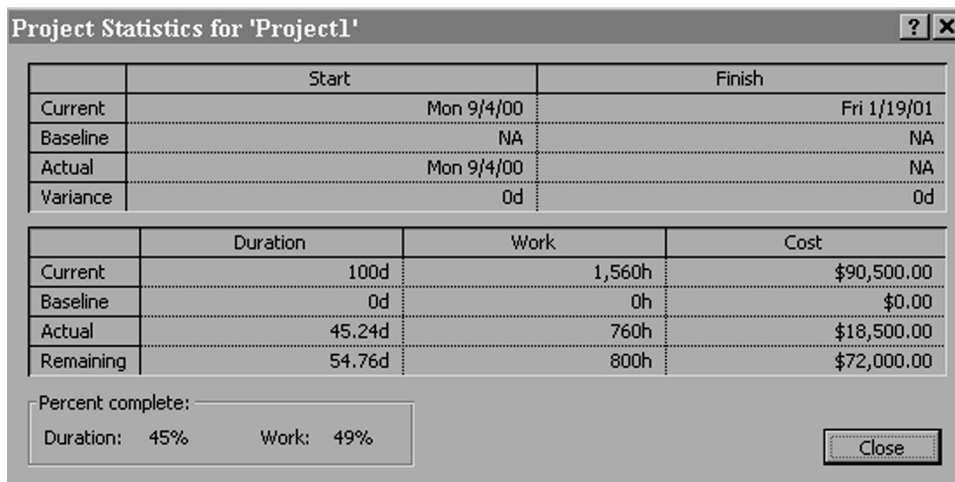 Project Statistics for 'Project1'
Start Finish
Current Mon 9/4/00 Fri 1/19/01
Baseline NA NA
Actual Mon 9/4/00 NA
Variance 0d 0d
Duration Work Cost
Current 100d 1,560h $90,500.00
Baseline 0d 0h $0.00
Actual 45.24d 760h $18,500.00
Remaining 54.76d 800h $72,000.00
Percent complete:
Duration: 45% Work: 49%
Close